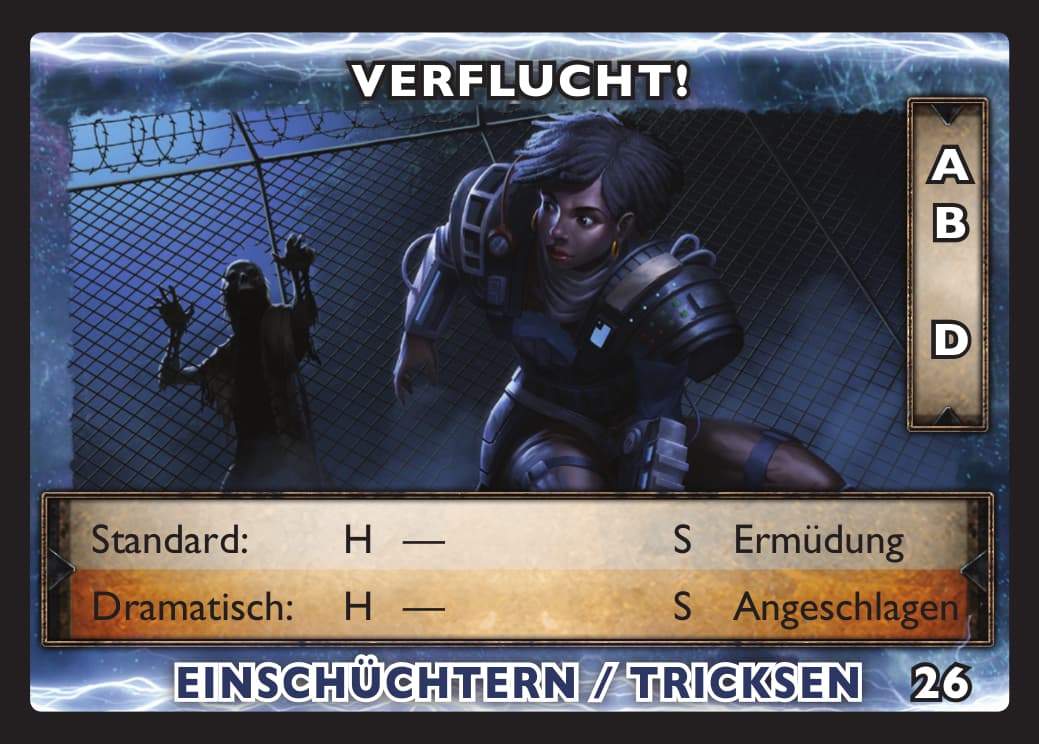 VERFLUCHT!
A
B
D
Standard: H — S Ermüdung
Dramatisch: H — S Angeschlagen
EINSCHÜCHTERN / TRICKSEN 26